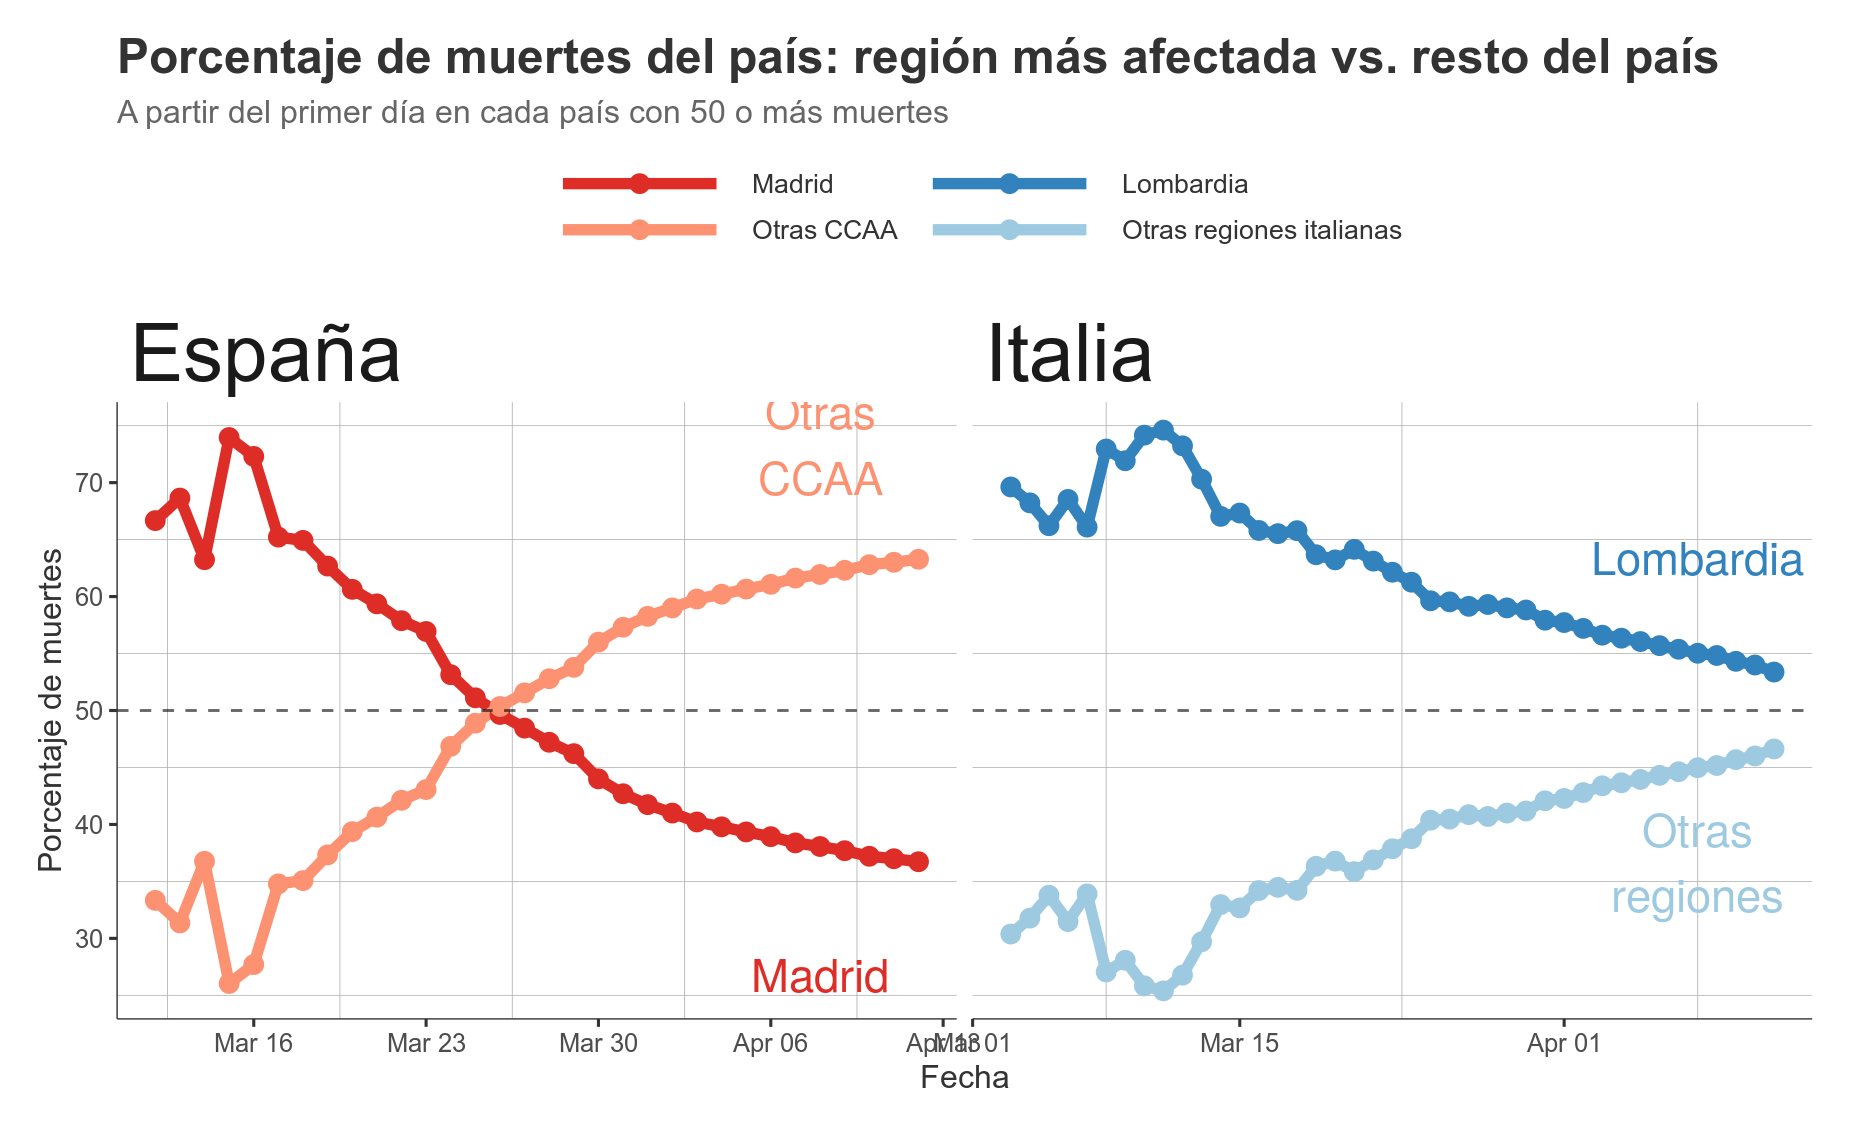 Porcentaje de muertes del país: región más afectada vs. resto del país
A partir del primer día en cada país con 50 o más muertes
Madrid
Lombardia
Otras CCAA
Otras regiones italianas
España
Italia
Otras
CCAA
Madrid
Lombardia
Otras
regiones
Porcentaje de muertes
70
60
50
40
30
Mar 16
Mar 23
Mar 30
Apr 06
Apr 13
Mar 01
Mar 15
Apr 01
Fecha